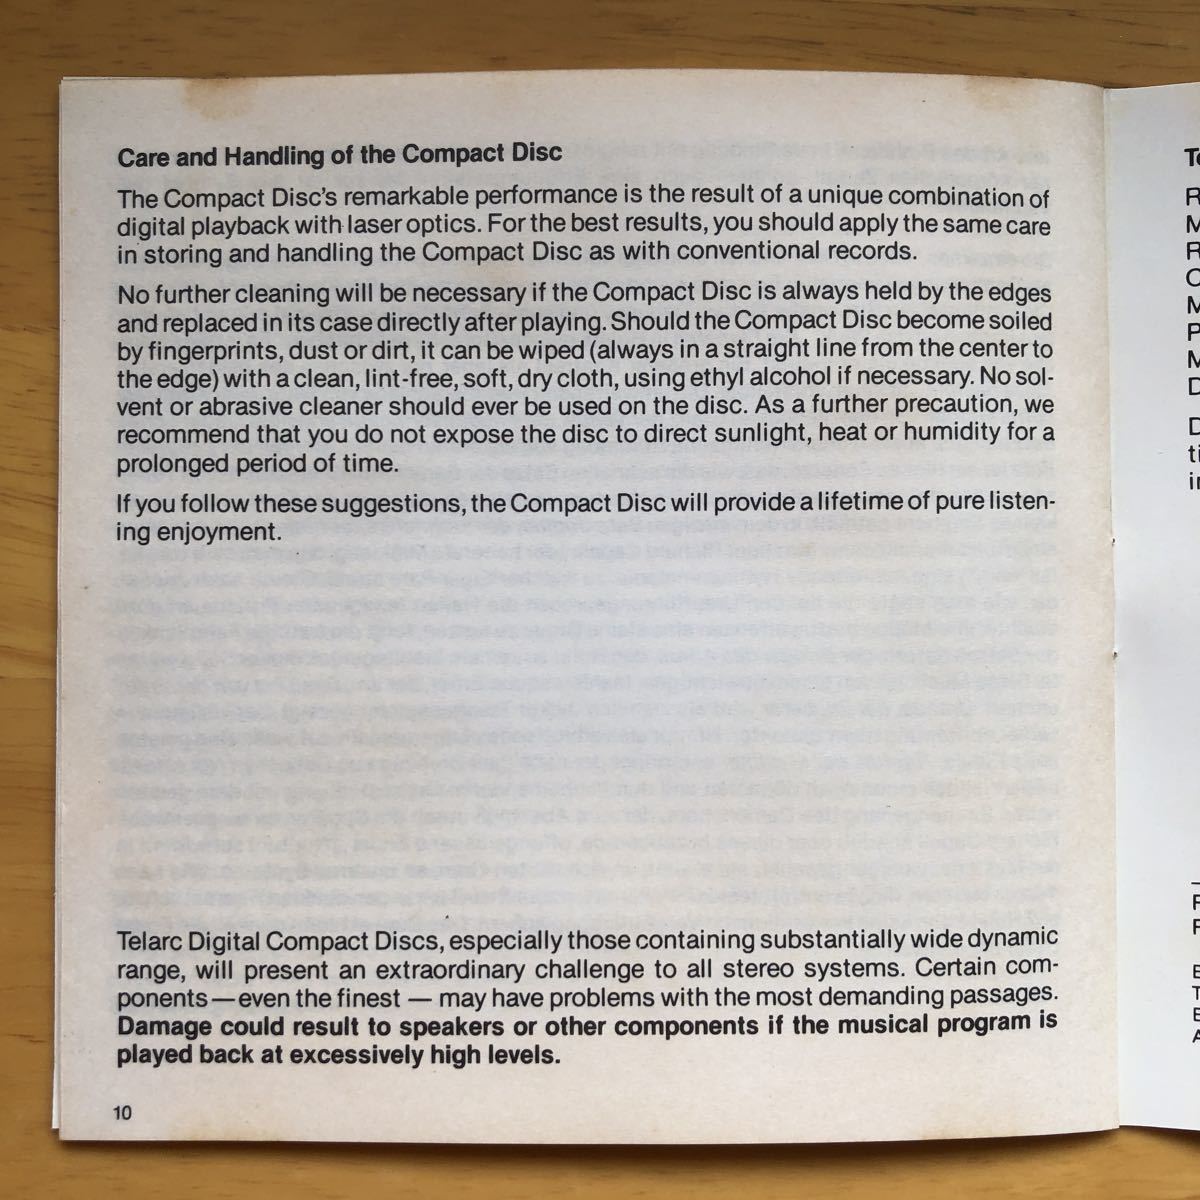 Care and Handling of the Compact Disc
The Compact Disc's remarkable performance is the result of a unique combination of
digital playback with laser optics. For the best results, you should apply the same care
in storing and handling the Compact Disc as with conventional records.
No further cleaning will be necessary if the Compact Disc is always held by the edges
and replaced in its case directly after playing. Should the Compact Disc become soiled
by fingerprints, dust or dirt, it can be wiped (always in a straight line from the center to
the edge) with a clean, lint-free, soft, dry cloth, using ethyl alcohol if necessary. No sol-
vent or abrasive cleaner should ever be used on the disc. As a further precaution, we
recommend that you do not expose the disc to direct sunlight, heat or humidity for a
prolonged period of time.
If you follow these suggestions, the Compact Disc will provide a lifetime of pure listen-
ing enjoyment.
Telarc Digital Compact Discs, especially those containing substantially wide dynamic
range, will present an extraordinary challenge to all stereo systems. Certain com-
ponents—even the finest — may have problems with the most demanding passages.
Damage could result to speakers or other components if the musical program is
played back at excessively high levels.
10